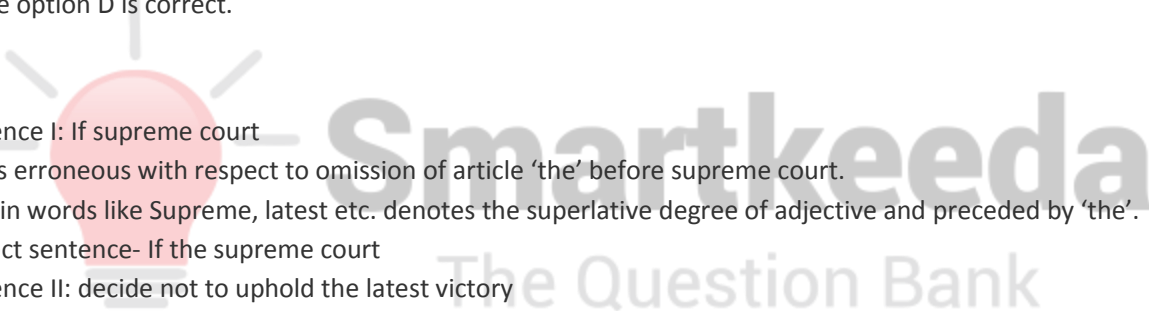 e option D is correct.
ence I: If supreme court
s erroneous with respect to omission of article ‘the’ before supreme court.
in words like Supreme, latest etc. denotes the superlative degree of adjective and preceded by ‘the’.
ct sentence- If the supreme court
ence II: decide not to uphold the latest victory
Smartkeeda
The Question Bank